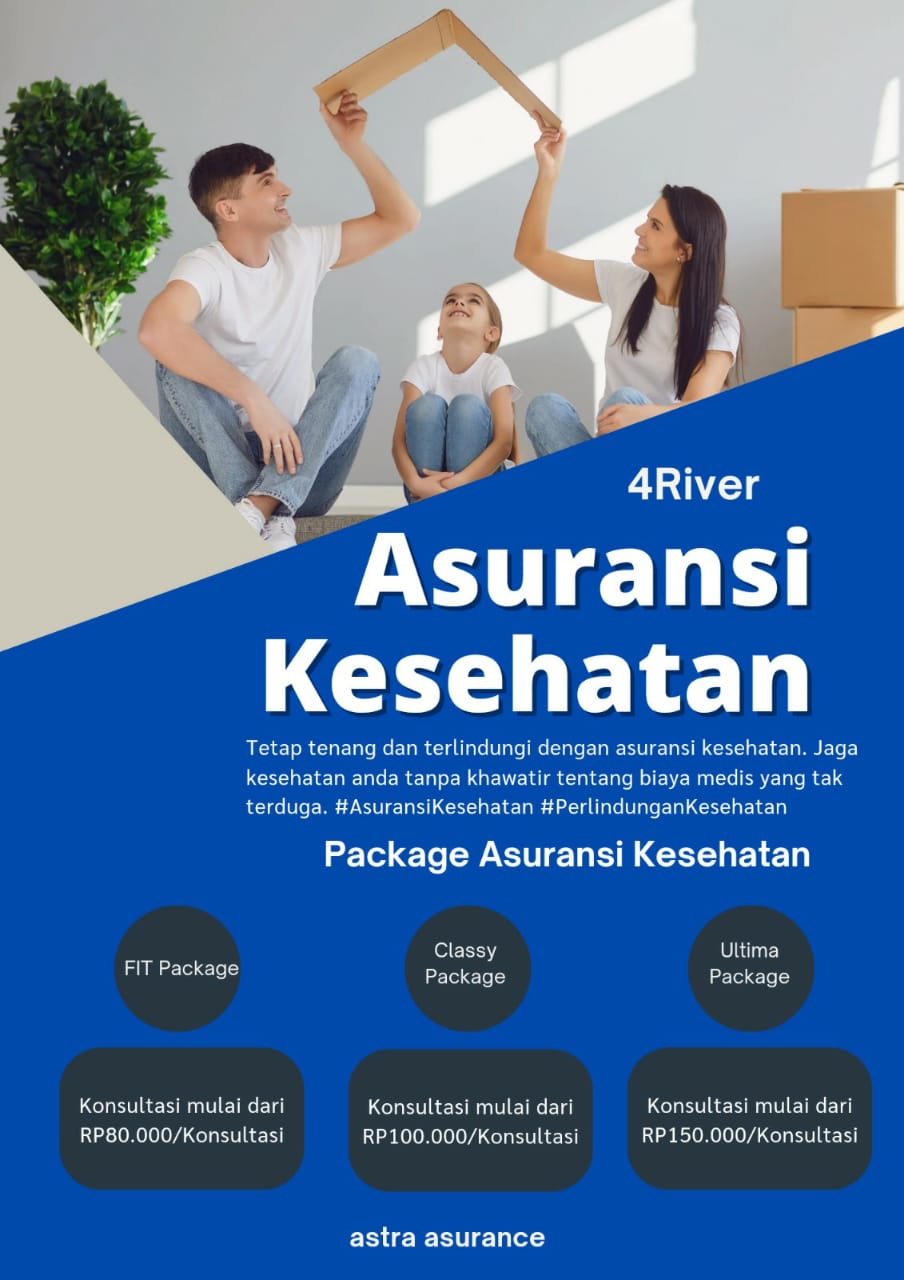 4River
Asuransi
Kesehatan
Tetap tenang dan terlindungi dengan asuransi kesehatan. Jaga
kesehatan anda tanpa khawatir tentang biaya medis yang tak
terduga. #AsuransiKesehatan #PerlindunganKesehatan
Package Asuransi Kesehatan
FIT Package
Konsultasi mulai dari
RP80.000/Konsultasi
Classy
Package
Konsultasi mulai dari
RP100.000/Konsultasi
Ultima
Package
Konsultasi mulai dari
RP150.000/Konsultasi
astra asurance